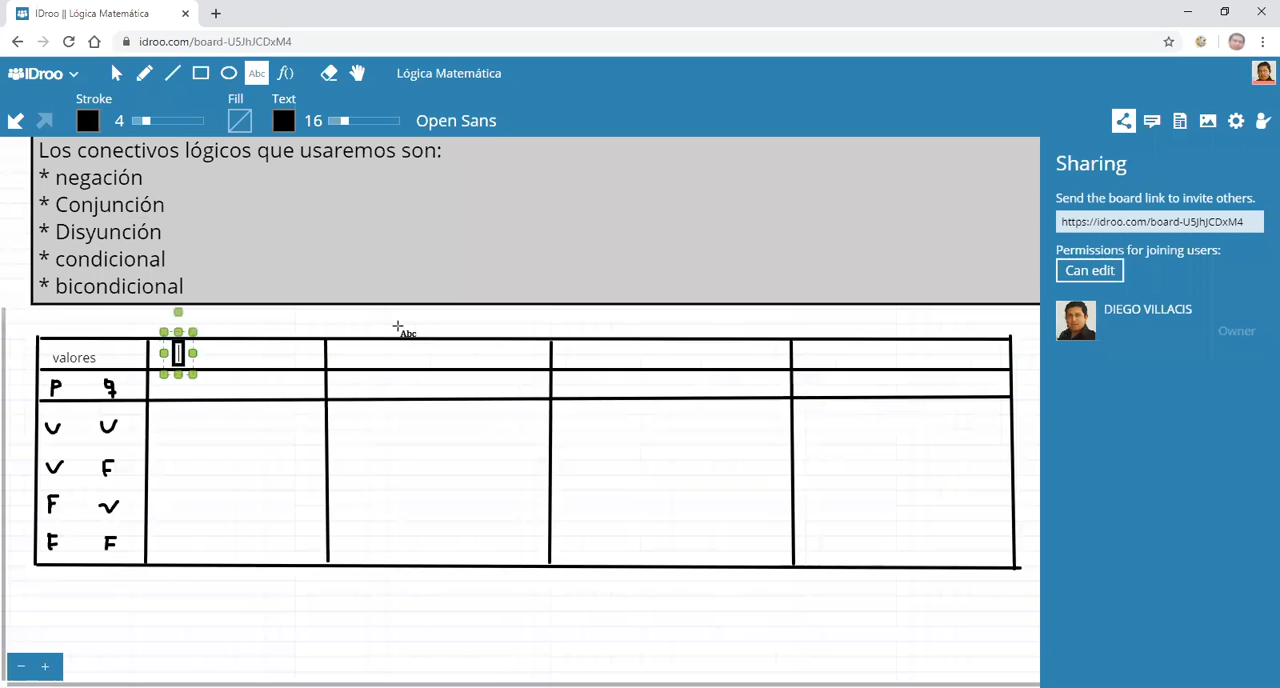 IDroo || Lógica Matemática
idroo.com/board-U5JhJCDxM4
IDroo
Abc
f()
Lógica Matemática
Stroke
Fill
Text
4
16
Open Sans
Los conectivos lógicos que usaremos son:
* negación
* Conjunción
* Disyunción
* condicional
* bicondicional
Abc
valores
p q
V V
V F
F V
F F
Sharing
Send the board link to invite others.
https://idroo.com/board-U5JhJCDxM4
Permissions for joining users:
Can edit
DIEGO VILLACIS
Owner